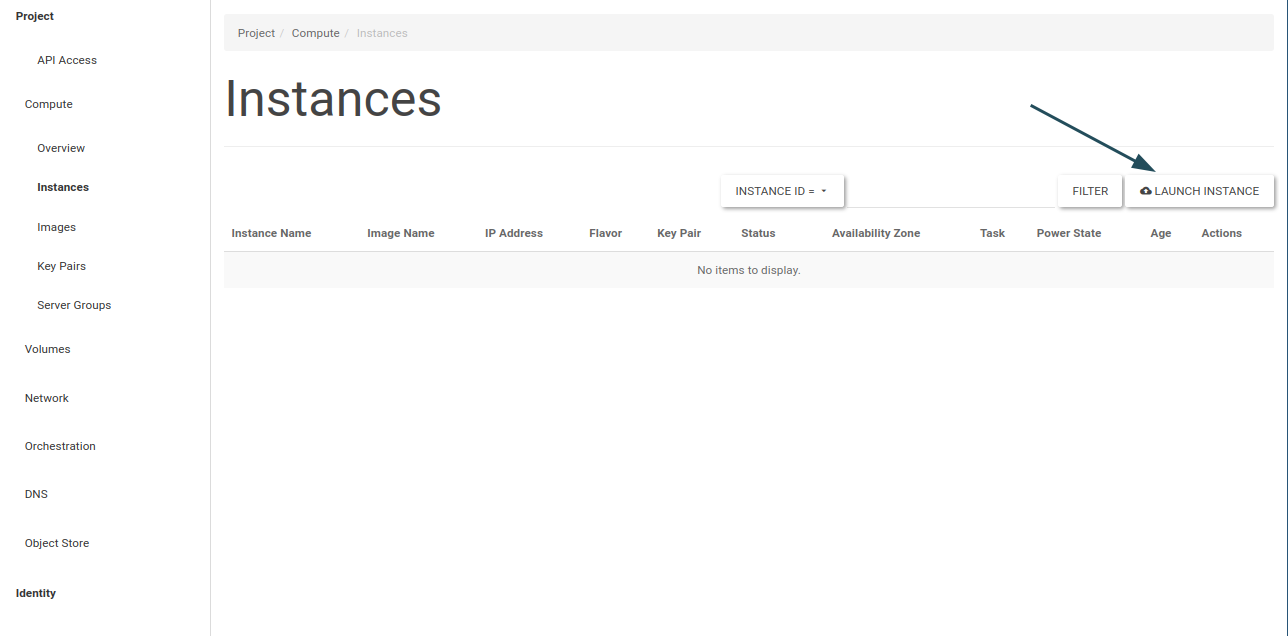 Project
API Access
Compute
Overview
Instances
Images
Key Pairs
Server Groups
Volumes
Network
Orchestration
DNS
Object Store
Identity
Project / Compute / Instances
Instances
INSTANCE ID = FILTER LAUNCH INSTANCE
Instance Name Image Name IP Address Flavor Key Pair Status Availability Zone Task Power State Age Actions
No items to display.